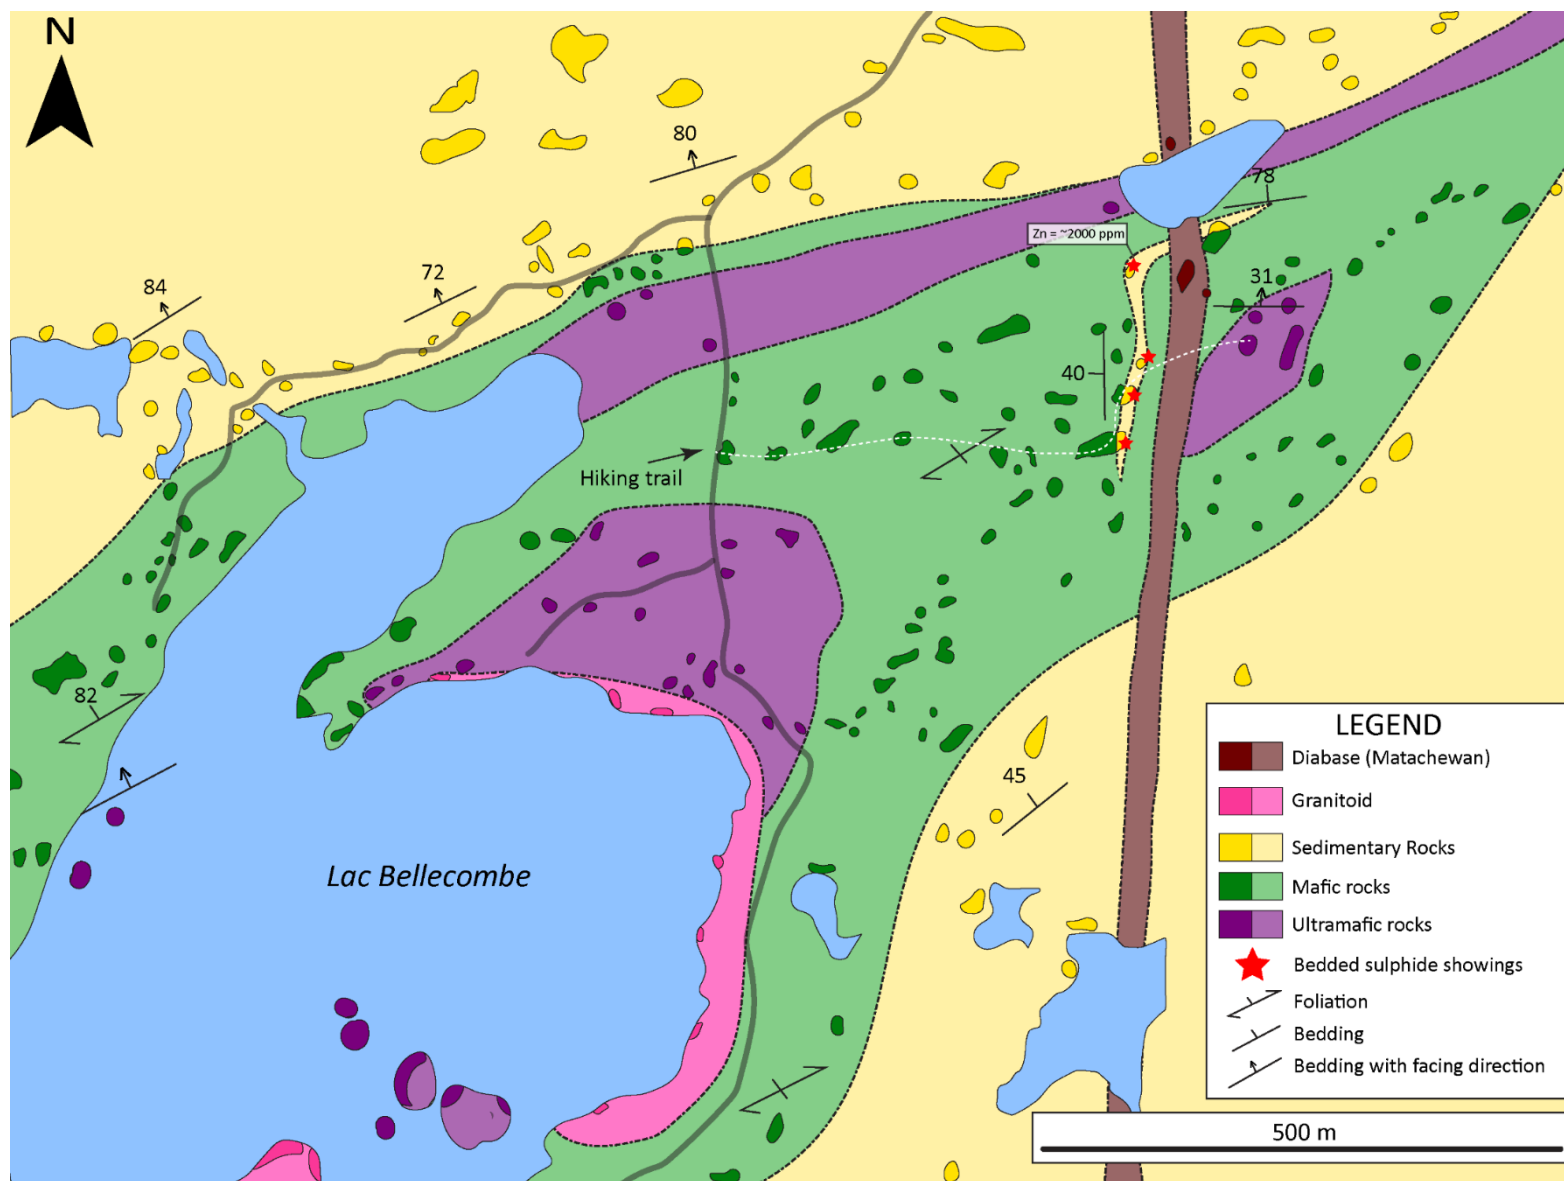 N
80
78
Zn = ~2000 ppm
84
72
31
40
Hiking trail
82
45
Lac Bellecombe
LEGEND
Diabase (Matachewan)
Granitoid
Sedimentary Rocks
Mafic rocks
Ultramafic rocks
Bedded sulphide showings
Foliation
Bedding
Bedding with facing direction
500 m